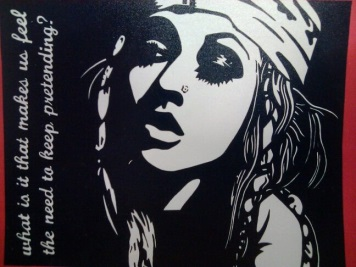 what is it that makes us feel
the need to keep pretending?